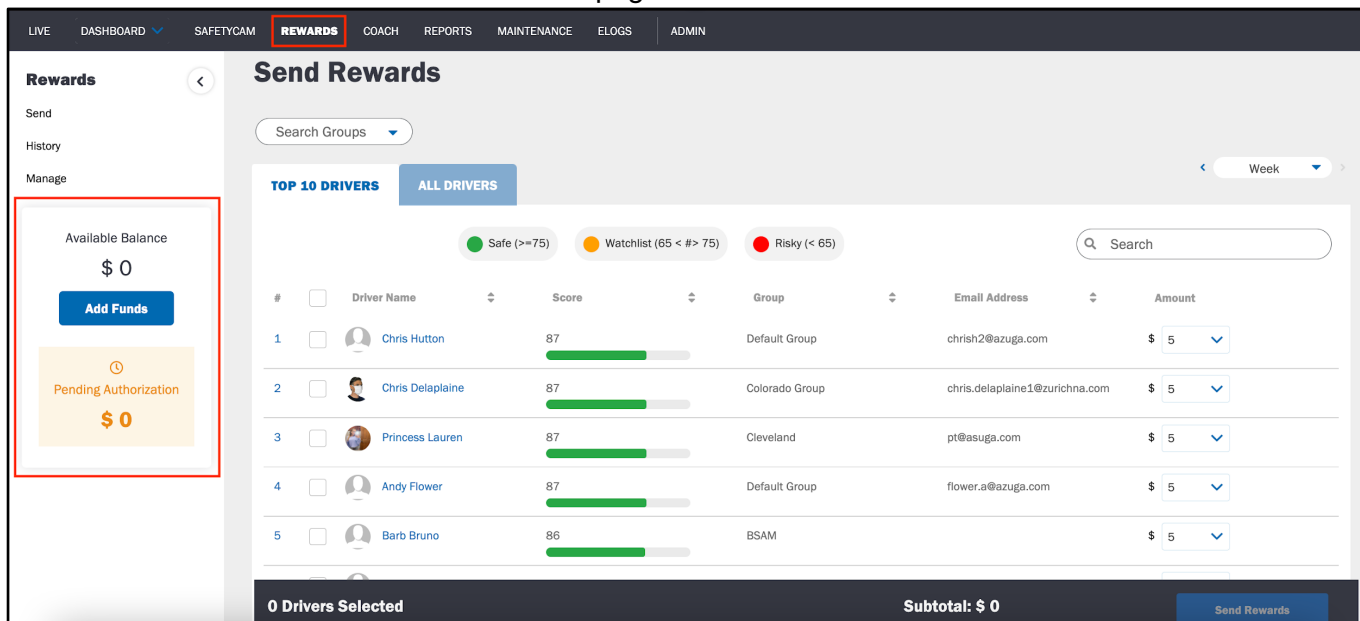 pag
LIVE DASHBOARD SAFETYCAM REWARDS COACH REPORTS MAINTENANCE ELOGS ADMIN
Rewards
Send
History
Manage
Available Balance
$ 0
Add Funds
Pending Authorization
$ 0
Send Rewards
Search Groups
Week
TOP 10 DRIVERS ALL DRIVERS
Safe (>=75) Watchlist (65 < #> 75) Risky (< 65) Search
# Driver Name Score Group Email Address Amount
1 Chris Hutton 87 Default Group chrish2@azuga.com $ 5
2 Chris Delaplaine 87 Colorado Group chris.delaplaine1@zurichna.com $ 5
3 Princess Lauren 87 Cleveland pt@asuga.com $ 5
4 Andy Flower 87 Default Group flower.a@azuga.com $ 5
5 Barb Bruno 86 BSAM $ 5
0 Drivers Selected Subtotal: $ 0 Send Rewards